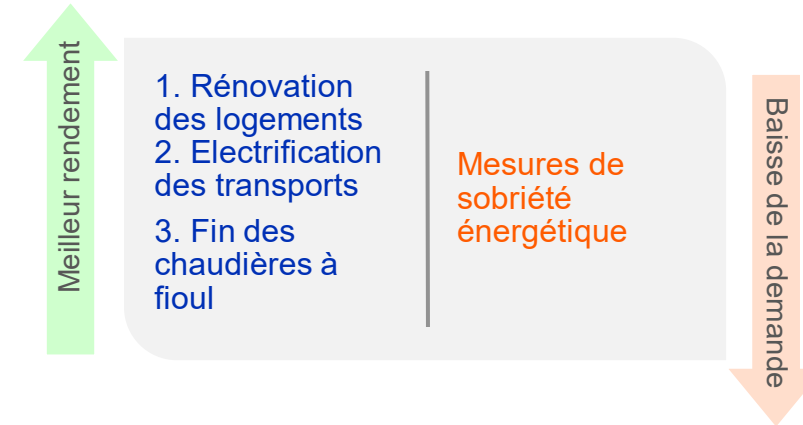 Meilleur rendement
1. Rénovation
des logements
2. Electrification
des transports
3. Fin des
chaudières à
fioul
Mesures de
sobriété
énergétique
Baisse de la demande